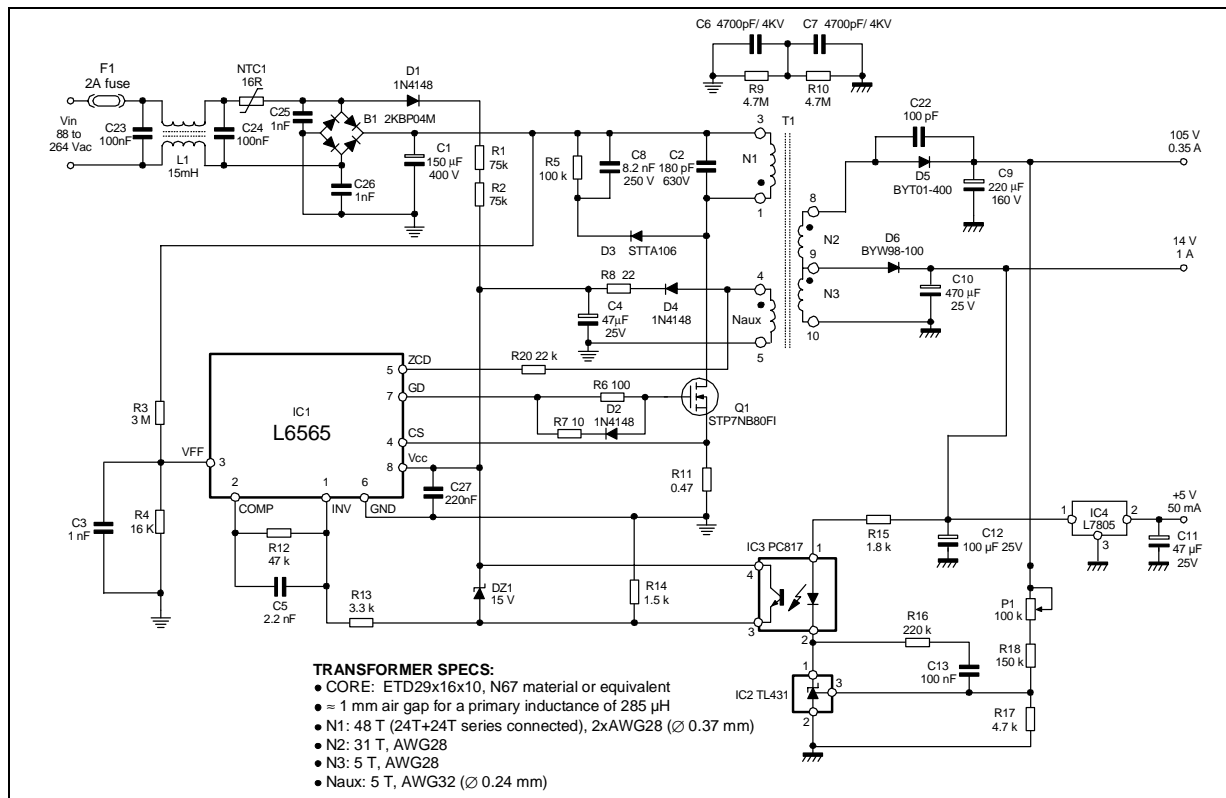 C6 4700pF/ 4KV
C7 4700pF/ 4KV
R9
4.7M
R10
4.7M
F1
2A fuse
NTC1
16R
D1
1N4148
2KBP04M
B1
Vin
88 to
264 Vac
C23
100nF
L1
15mH
C24
100nF
C25
1nF
C26
1nF
C1
150 µF
400 V
R1
75k
R2
75k
R5
100 k
C8
8.2 nF
250 V
C2
180 pF
630V
3
T1
N1
1
C22
100 pF
D5
BYT01-400
105 V
0.35 A
C9
220 µF
160 V
8
N2
9
N3
10
D6
BYW98-100
14 V
1 A
C10
470 µF
25 V
D3 STTA106
R8 22
C4
47µF
25V
D4
1N4148
4
Naux
5
R20 22 k
IC1
L6565
5 ZCD
7 GD
4 CS
8 Vcc
3 VFF
2 COMP
1 INV
6 GND
R6 100
D2
1N4148
R7 10
Q1
STP7NB80FI
R3
3 M
R4
16 K
C3
1 nF
C27
220nF
R11
0.47
R12
47 k
C5
2.2 nF
R13
3.3 k
DZ1
15 V
R14
1.5 k
IC3 PC817
1
4
3
2
R15
1.8 k
C12
100 µF 25V
1
IC4
L7805
2
3
+5 V
50 mA
C11
47 µF
25V
P1
100 k
R16
220 k
C13
100 nF
R18
150 k
R17
4.7 k
1
IC2 TL431
3
2
TRANSFORMER SPECS:
● CORE: ETD29x16x10, N67 material or equivalent
● ≈ 1 mm air gap for a primary inductance of 285 µH
● N1: 48 T (24T+24T series connected), 2xAWG28 (∅ 0.37 mm)
● N2: 31 T, AWG28
● N3: 5 T, AWG28
● Naux: 5 T, AWG32 (∅ 0.24 mm)